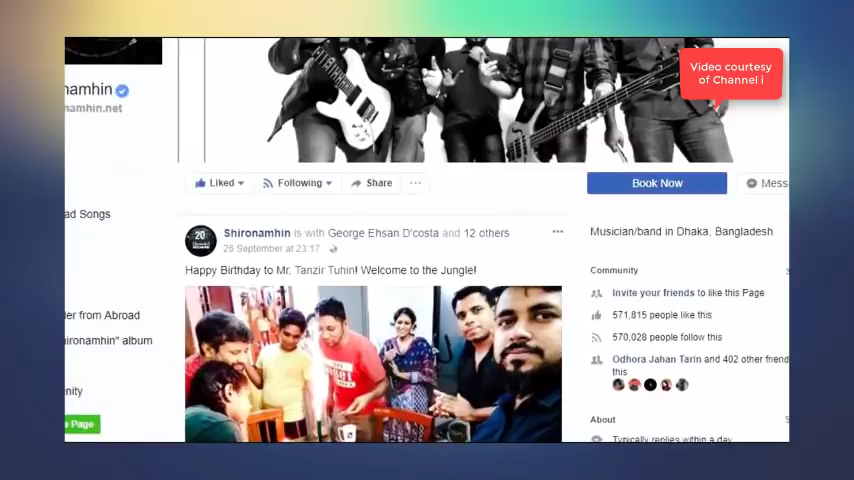 Video courtesy
of Channel i
namhin
namhin.net
Liked
Following
Share
Book Now
Mess
ad Songs
20
Shironamhin is with George Ehsan D'costa and 12 others
26 September at 23:17
Happy Birthday to Mr. Tanzir Tuhin! Welcome to the Jungle!
Musician/band in Dhaka, Bangladesh
Community
Invite your friends to like this Page
571,815 people like this
570,028 people follow this
Odhora Jahan Tarin and 402 other friend
this
der from Abroad
hironamhin" album
nity
s Page
About
Typically replies within a day